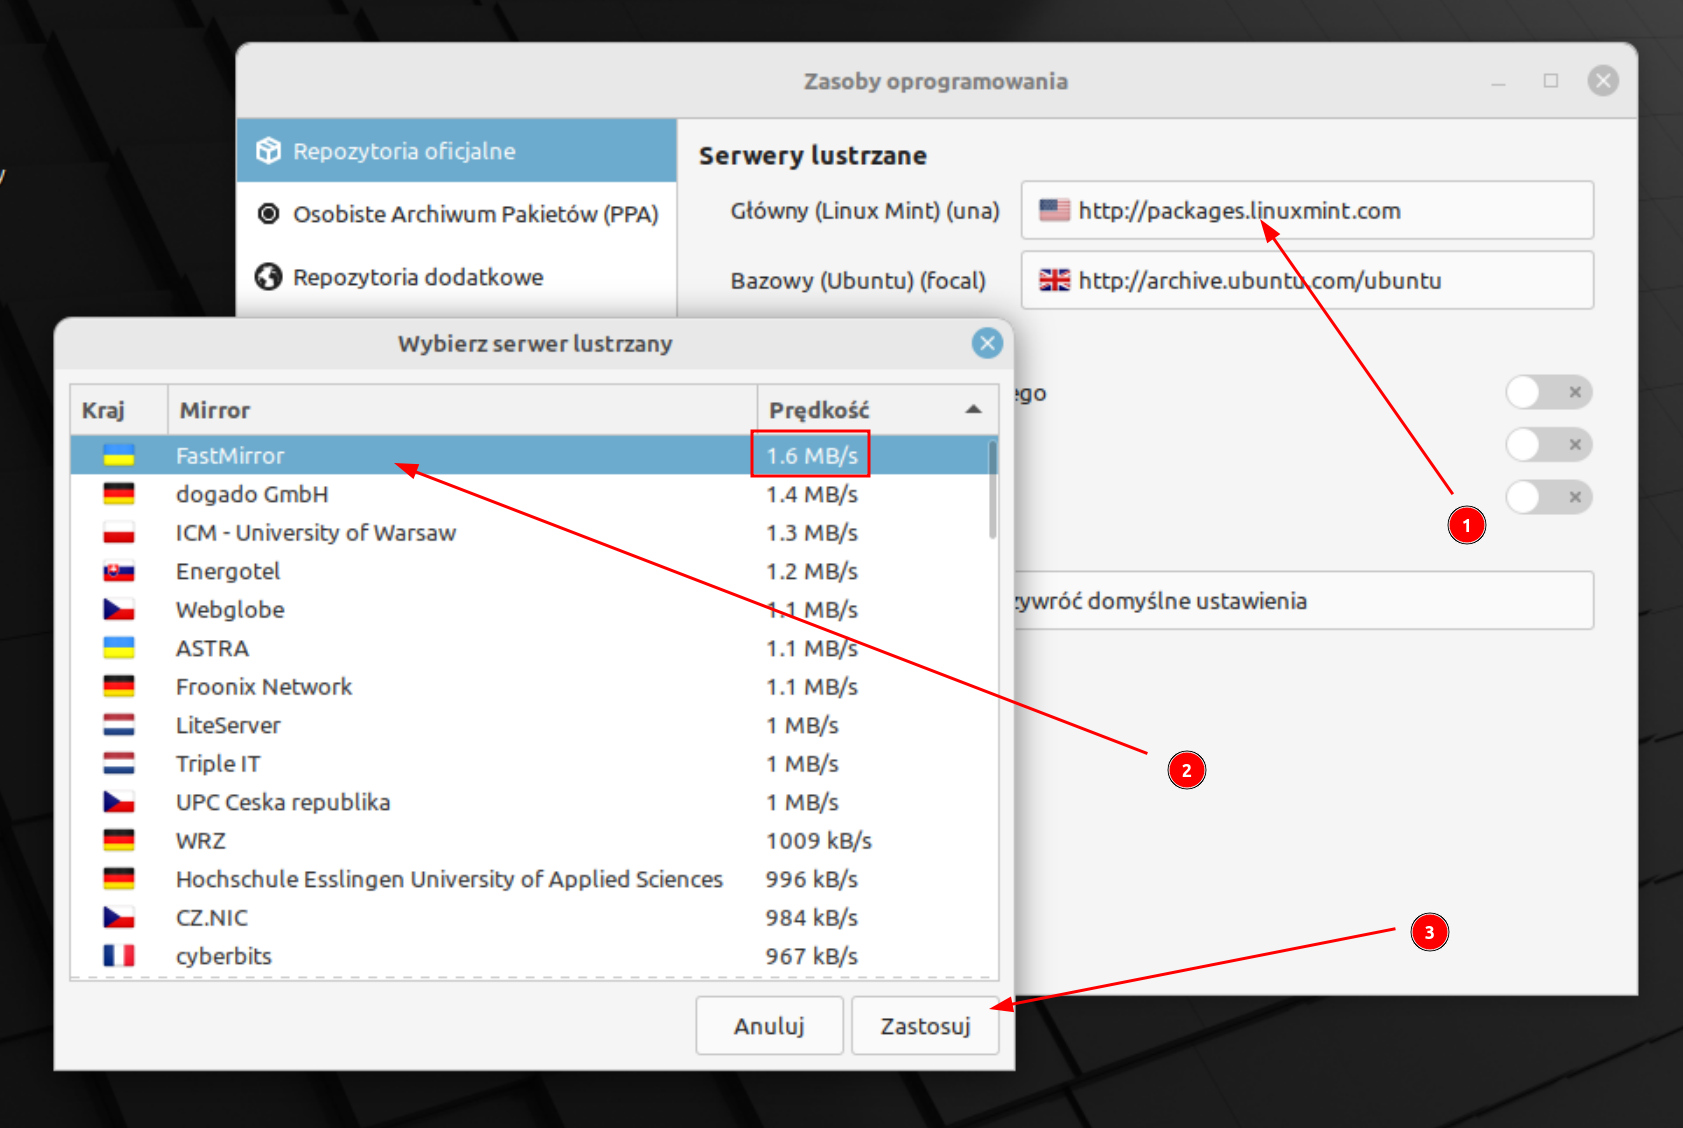 Zasoby oprogramowania
y
Repozytoria oficjalne
Osobiste Archiwum Pakietów (PPA)
Repozytoria dodatkowe
Serwery lustrzane
Główny (Linux Mint) (una)
http://packages.linuxmint.com
Bazowy (Ubuntu) (focal)
http://archive.ubuntu.com/ubuntu
ego
zywróć domyślne ustawienia
Wybierz serwer lustrzany
Kraj Mirror Prędkość
FastMirror 1.6 MB/s
dogado GmbH 1.4 MB/s
ICM - University of Warsaw 1.3 MB/s
Energotel 1.2 MB/s
Webglobe 1.1 MB/s
ASTRA 1.1 MB/s
Froonix Network 1.1 MB/s
LiteServer 1 MB/s
Triple IT 1 MB/s
UPC Ceska republika 1 MB/s
WRZ 1009 kB/s
Hochschule Esslingen University of Applied Sciences 996 kB/s
CZ.NIC 984 kB/s
cyberbits 967 kB/s
Anuluj Zastosuj
1
2
3